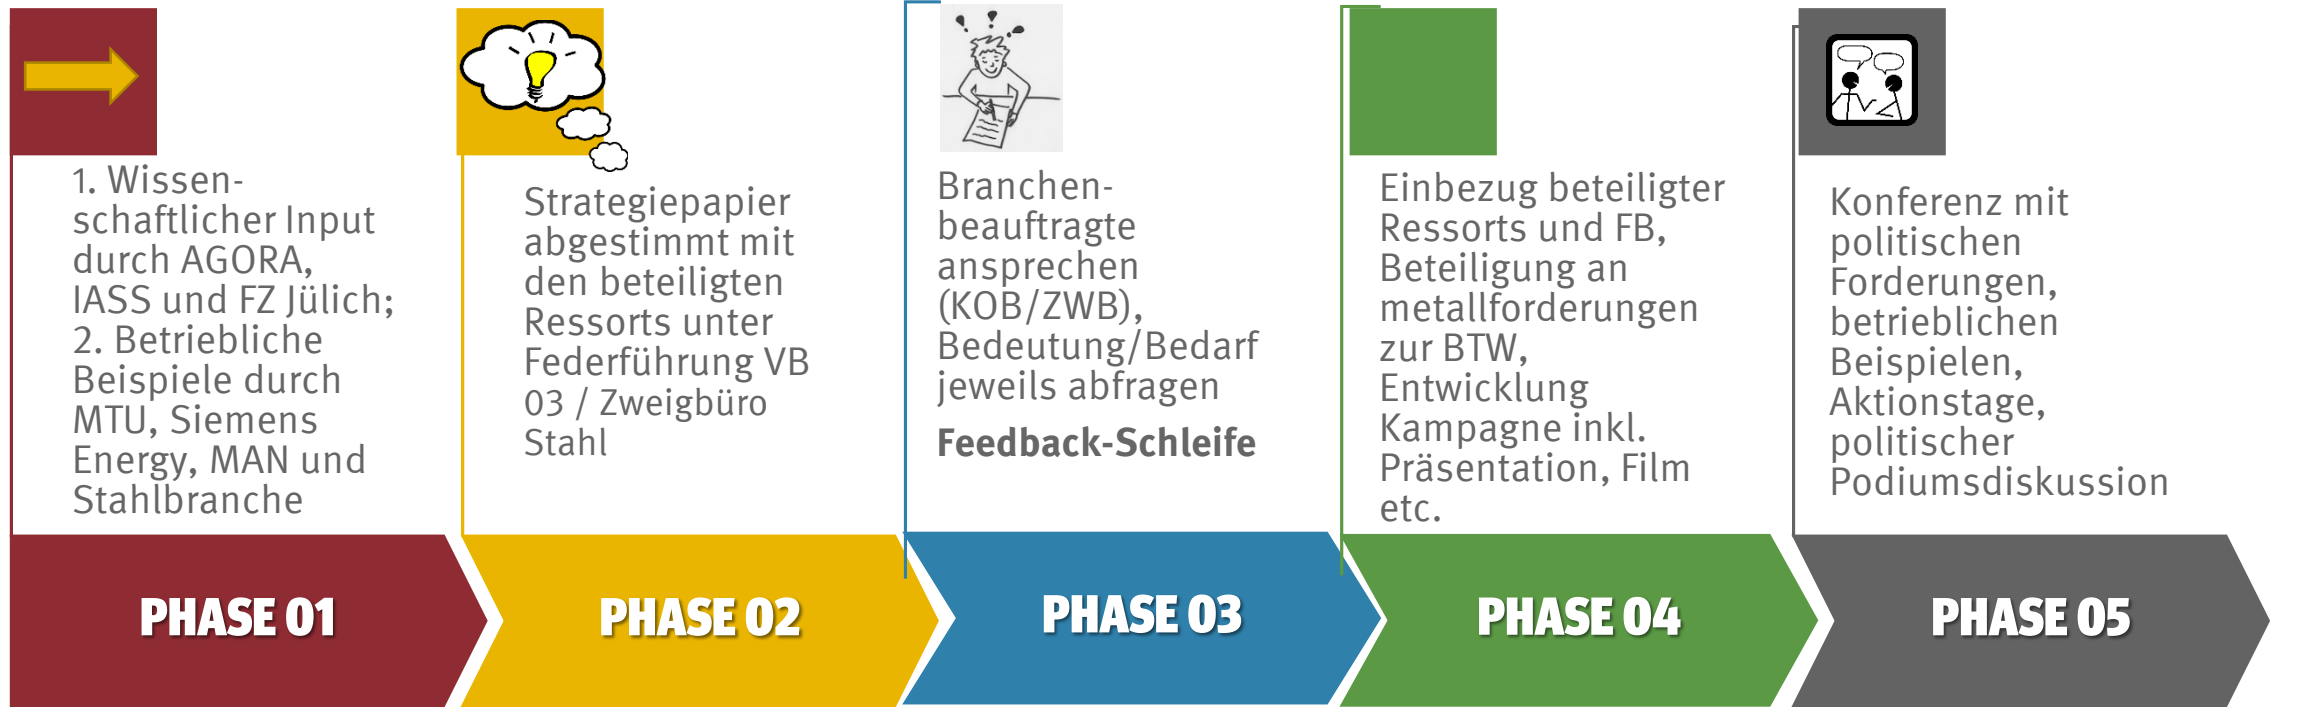 1. Wissen-
schaftlicher Input
durch AGORA,
IASS und FZ Jülich;
2. Betriebliche
Beispiele durch
MTU, Siemens
Energy, MAN und
Stahlbranche
PHASE 01
Strategiepapier
abgestimmt mit
den beteiligten
Ressorts unter
Federführung VB
03 / Zweigbüro
Stahl
PHASE 02
Branchen-
beauftragte
ansprechen
(KOB/ZWB),
Bedeutung/Bedarf
jeweils abfragen
Feedback-Schleife
PHASE 03
Einbezug beteiligter
Ressorts und FB,
Beteiligung an
metallforderungen
zur BTW,
Entwicklung
Kampagne inkl.
Präsentation, Film
etc.
PHASE 04
Konferenz mit
politischen
Forderungen,
betrieblichen
Beispielen,
Aktionstage,
politischer
Podiumsdiskussion
PHASE 05